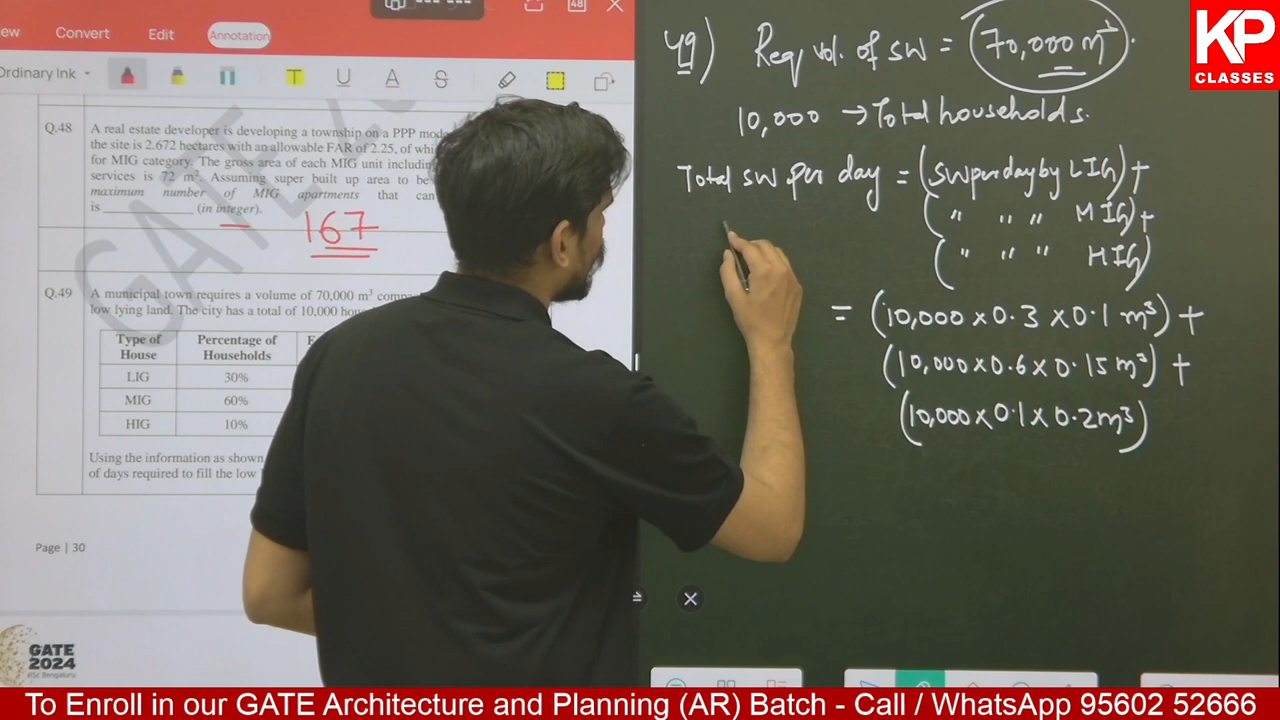 ew Convert Edit Annotation
Ordinary Ink
T U A S
48
Q.48 A real estate developer is developing a township on a PPP mode
the site is 2.672 hectares with an allowable FAR of 2.25, of
for MIG category. The gross area of each MIG unit including
services is 72 m². Assuming super built up area to be
maximum number of MIG apartments that can
is (in integer).
167
GATE
Q.49 A municipal town requires a volume of 70,000 m³
low lying land. The city has a total of 10,000
Type of House Percentage of Households
LIG 30%
MIG 60%
HIG 10%
Using the information as shown
of days required to fill the low
Page | 30
GATE
2024
IISc Bengaluru
49) Req vol. of SW = 70,000 m³.
10,000 → Total households.
Total SW per day = (SW per day by LIG) +
( " " " MIG) +
( " " " HIG)
= (10,000 × 0.3 × 0.1 m³) +
(10,000 × 0.6 × 0.15 m³) +
(10,000 × 0.1 × 0.2 m³)
KP
CLASSES
To Enroll in our GATE Architecture and Planning (AR) Batch - Call / WhatsApp 95602 52666